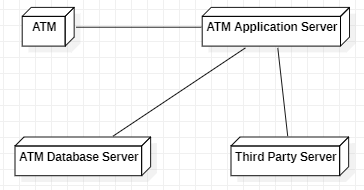 ATM
ATM Application Server
ATM Database Server
Third Party Server